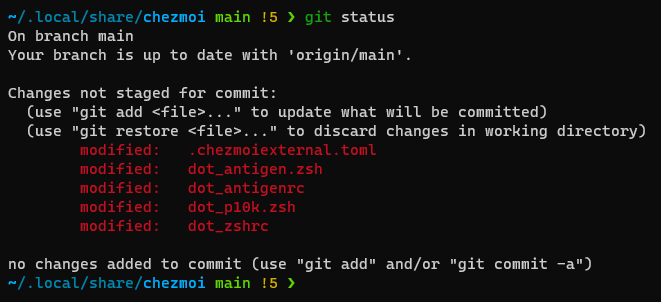 ~/.local/share/chezmoi main !5 ❯ git status
On branch main
Your branch is up to date with 'origin/main'.

Changes not staged for commit:
  (use "git add <file>..." to update what will be committed)
  (use "git restore <file>..." to discard changes in working directory)
        modified:   .chezmoiexternal.toml
        modified:   dot_antigen.zsh
        modified:   dot_antigenrc
        modified:   dot_p10k.zsh
        modified:   dot_zshrc

no changes added to commit (use "git add" and/or "git commit -a")
~/.local/share/chezmoi main !5 ❯